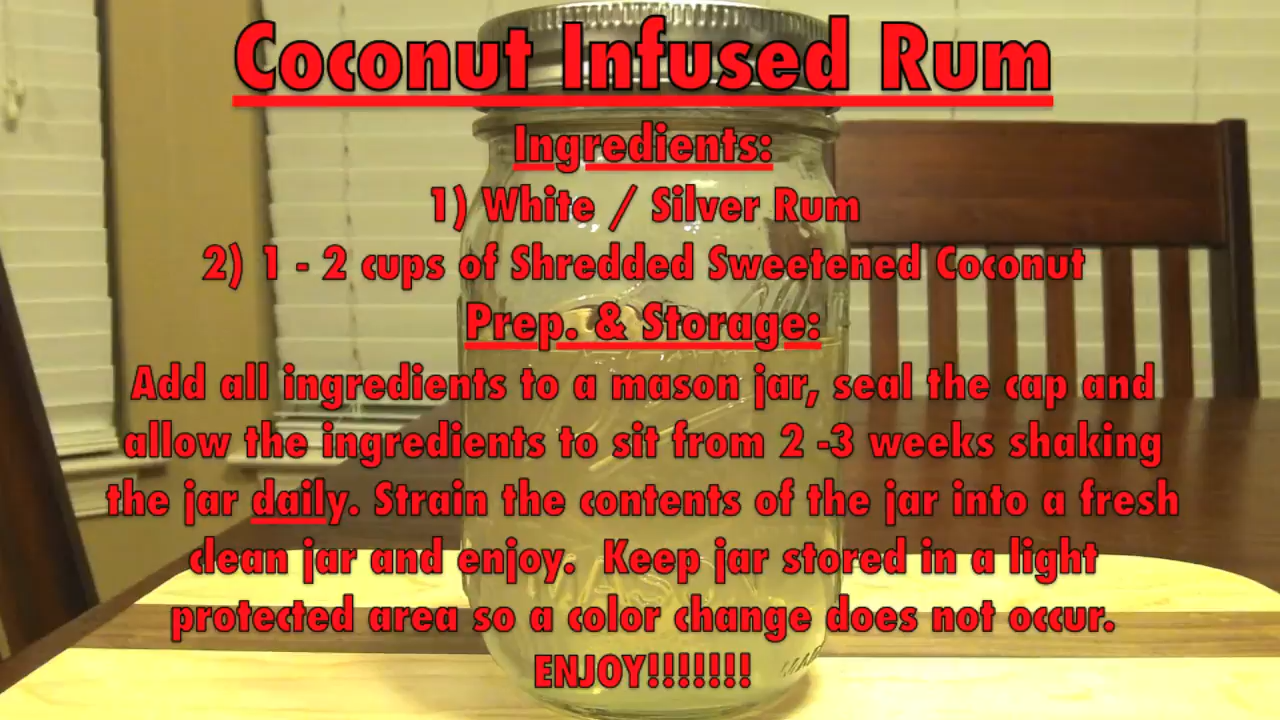 Coconut Infused Rum
Ingredients:
1) White / Silver Rum
2) 1 - 2 cups of Shredded Sweetened Coconut
Prep. & Storage:
Add all ingredients to a mason jar, seal the cap and
allow the ingredients to sit from 2 -3 weeks shaking
the jar daily. Strain the contents of the jar into a fresh
clean jar and enjoy.  Keep jar stored in a light
protected area so a color change does not occur.
ENJOY!!!!!!!